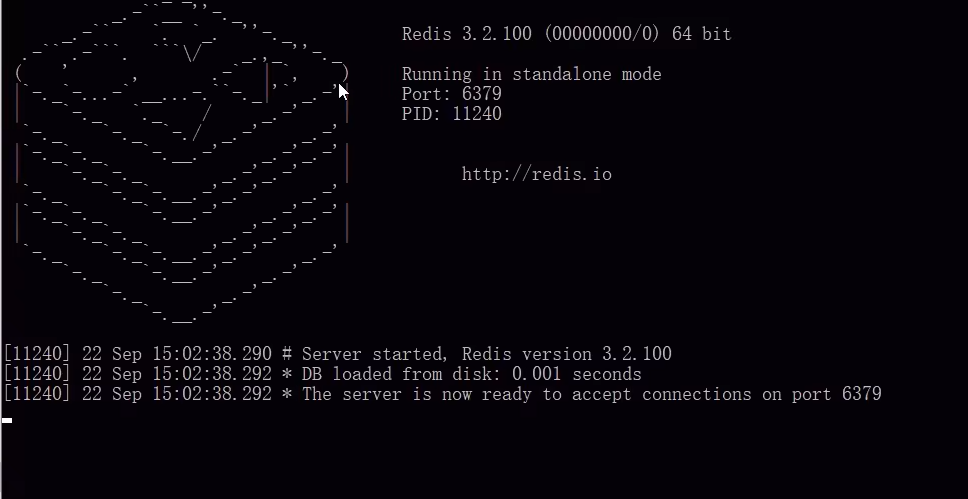 Redis 3.2.100 (00000000/0) 64 bit
Running in standalone mode
Port: 6379
PID: 11240
http://redis.io
[11240] 22 Sep 15:02:38.290 # Server started, Redis version 3.2.100
[11240] 22 Sep 15:02:38.292 * DB loaded from disk: 0.001 seconds
[11240] 22 Sep 15:02:38.292 * The server is now ready to accept connections on port 6379